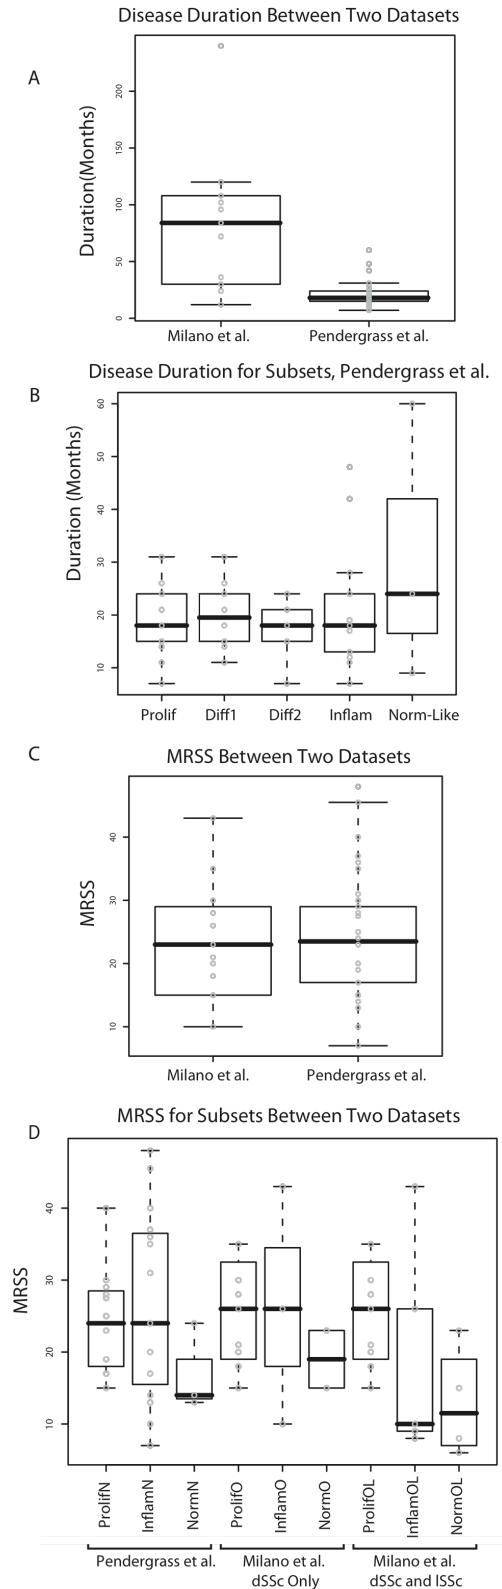 Disease Duration Between Two Datasets
A
Duration(Months)
200
150
100
50
0
Milano et al. Pendergrass et al.
Disease Duration for Subsets, Pendergrass et al.
B
Duration (Months)
60
50
40
30
20
10
Prolif Diff1 Diff2 Inflam Norm-Like
C
MRSS Between Two Datasets
MRSS
40
30
20
10
Milano et al. Pendergrass et al.
MRSS for Subsets Between Two Datasets
D
MRSS
40
30
20
10
ProlifN InflamN NormN ProlifO InflamO NormO ProlifOL InflamOL NormOL
Pendergrass et al. Milano et al. Milano et al.
dSSc Only dSSc and lSSc